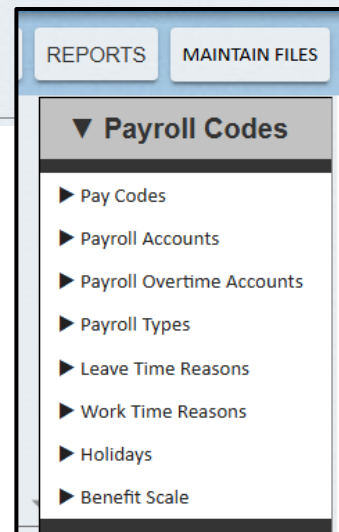 REPORTS MAINTAIN FILES
▼ Payroll Codes
▶ Pay Codes
▶ Payroll Accounts
▶ Payroll Overtime Accounts
▶ Payroll Types
▶ Leave Time Reasons
▶ Work Time Reasons
▶ Holidays
▶ Benefit Scale